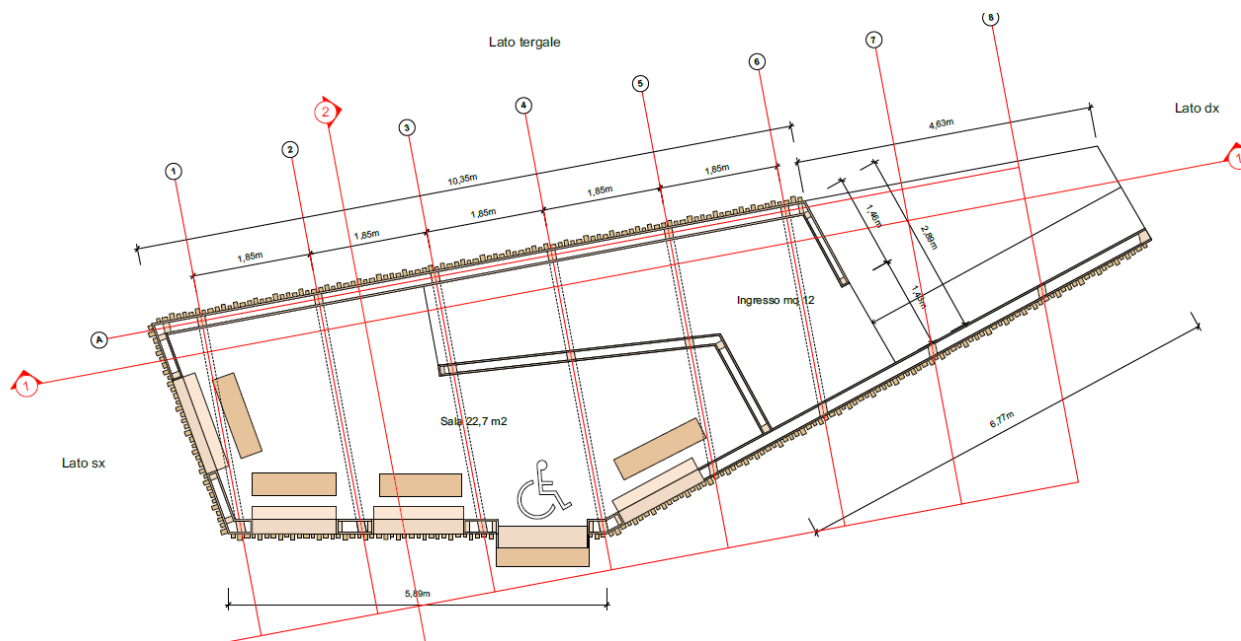 8
7
Lato tergale
6
5
4
2
3
2
1
4,63m
Lato dx
1
10,35m
1,85m
1,85m
1,85m
1,85m
1,85m
1,46m
2,89m
1,43m
Ingresso mq 12
A
1
Sala 22,7 m2
6,77m
Lato sx
5,89m